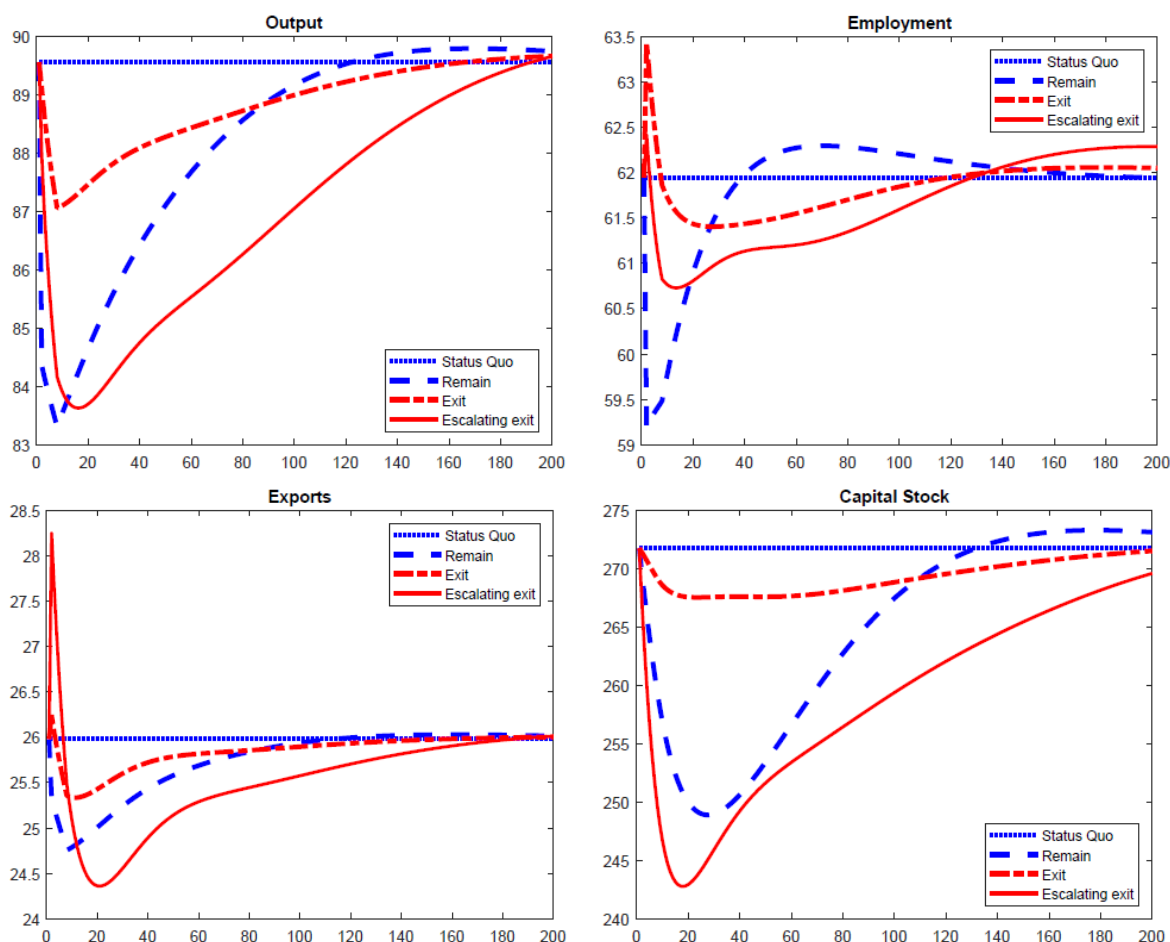 Output
90
89
88
87
86
85
84
83
0 20 40 60 80 100 120 140 160 180 200
Status Quo
Remain
Exit
Escalating exit
Employment
63.5
63
62.5
62
61.5
61
60.5
60
59.5
59
0 20 40 60 80 100 120 140 160 180 200
Status Quo
Remain
Exit
Escalating exit
Exports
28.5
28
27.5
27
26.5
26
25.5
25
24.5
24
0 20 40 60 80 100 120 140 160 180 200
Status Quo
Remain
Exit
Escalating exit
Capital Stock
275
270
265
260
255
250
245
240
0 20 40 60 80 100 120 140 160 180 200
Status Quo
Remain
Exit
Escalating exit